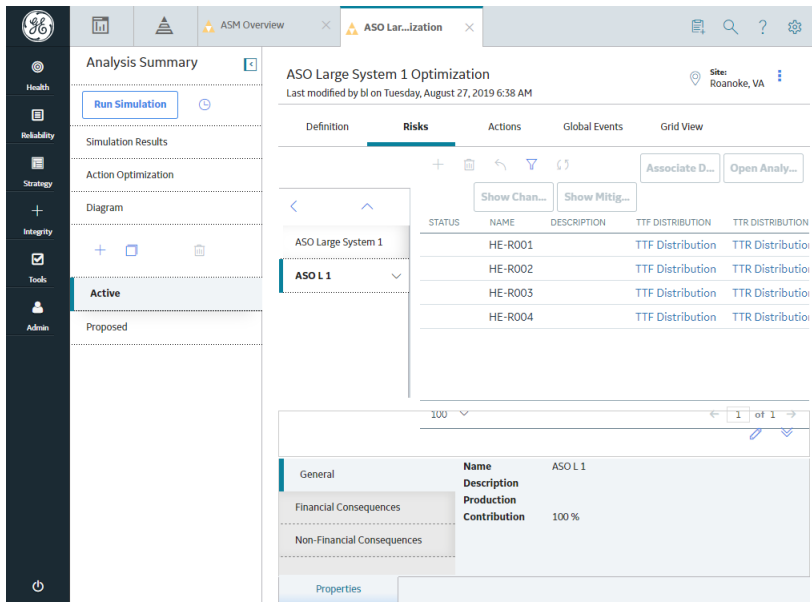 ASM Overview
ASO Lar...ization
Health
Reliability
Strategy
Integrity
Tools
Admin
Analysis Summary
Run Simulation
Simulation Results
Action Optimization
Diagram
Active
Proposed
ASO Large System 1 Optimization
Last modified by bl on Tuesday, August 27, 2019 6:38 AM
Site:
Roanoke, VA
Definition Risks Actions Global Events Grid View
Associate D... Open Analy...
Show Chan... Show Mitig...
ASO Large System 1
ASO L 1
STATUS NAME DESCRIPTION TTF DISTRIBUTION TTR DISTRIBUTION
HE-R001 TTF Distribution TTR Distributio
HE-R002 TTF Distribution TTR Distributio
HE-R003 TTF Distribution TTR Distributio
HE-R004 TTF Distribution TTR Distributio
100
1 of 1
General
Financial Consequences
Non-Financial Consequences
Name ASO L 1
Description
Production
Contribution 100 %
Properties